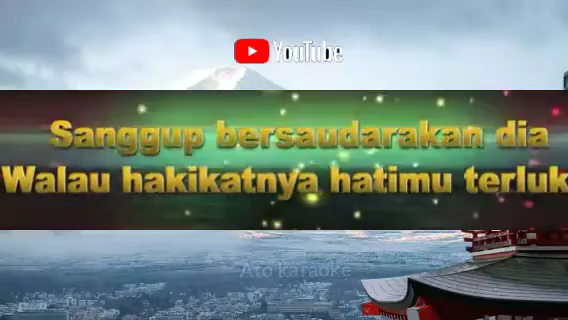 YouTube
Sanggup bersaudarakan dia
Walau hakikatnya hatimu terluk
Ato karaoke